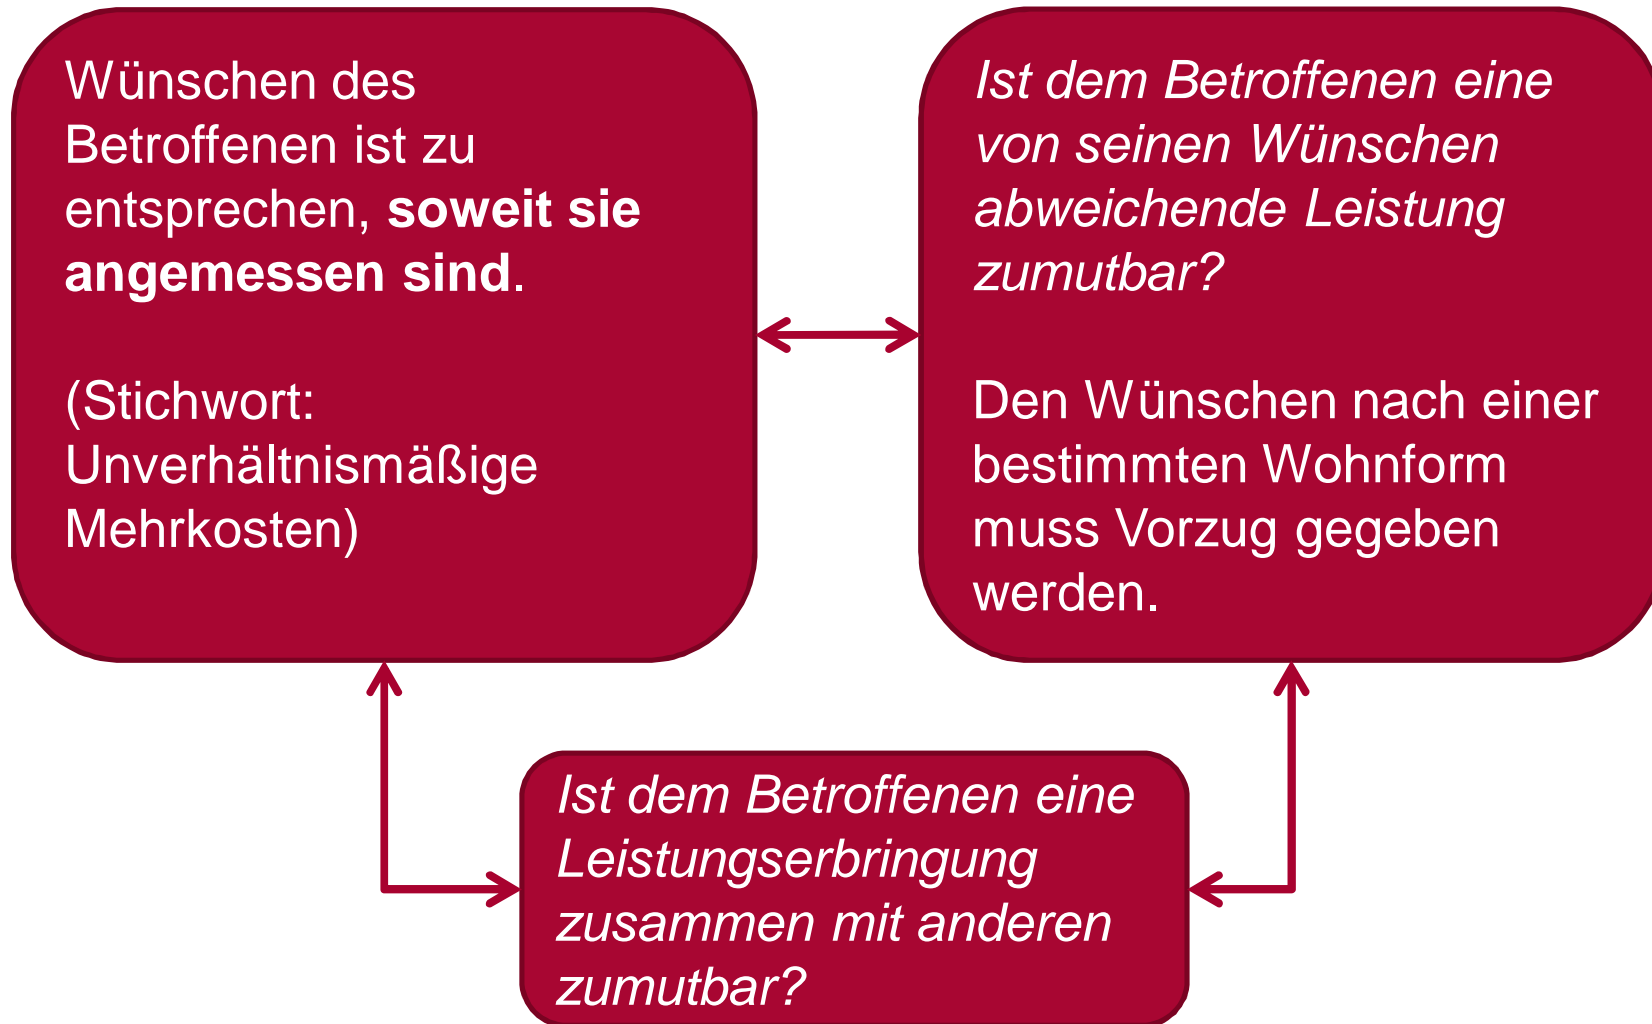 Wünschen des
Betroffenen ist zu
entsprechen, soweit sie
angemessen sind.
(Stichwort:
Unverhältnismäßige
Mehrkosten)
Ist dem Betroffenen eine
von seinen Wünschen
abweichende Leistung
zumutbar?
Den Wünschen nach einer
bestimmten Wohnform
muss Vorzug gegeben
werden.
Ist dem Betroffenen eine
Leistungserbringung
zusammen mit anderen
zumutbar?